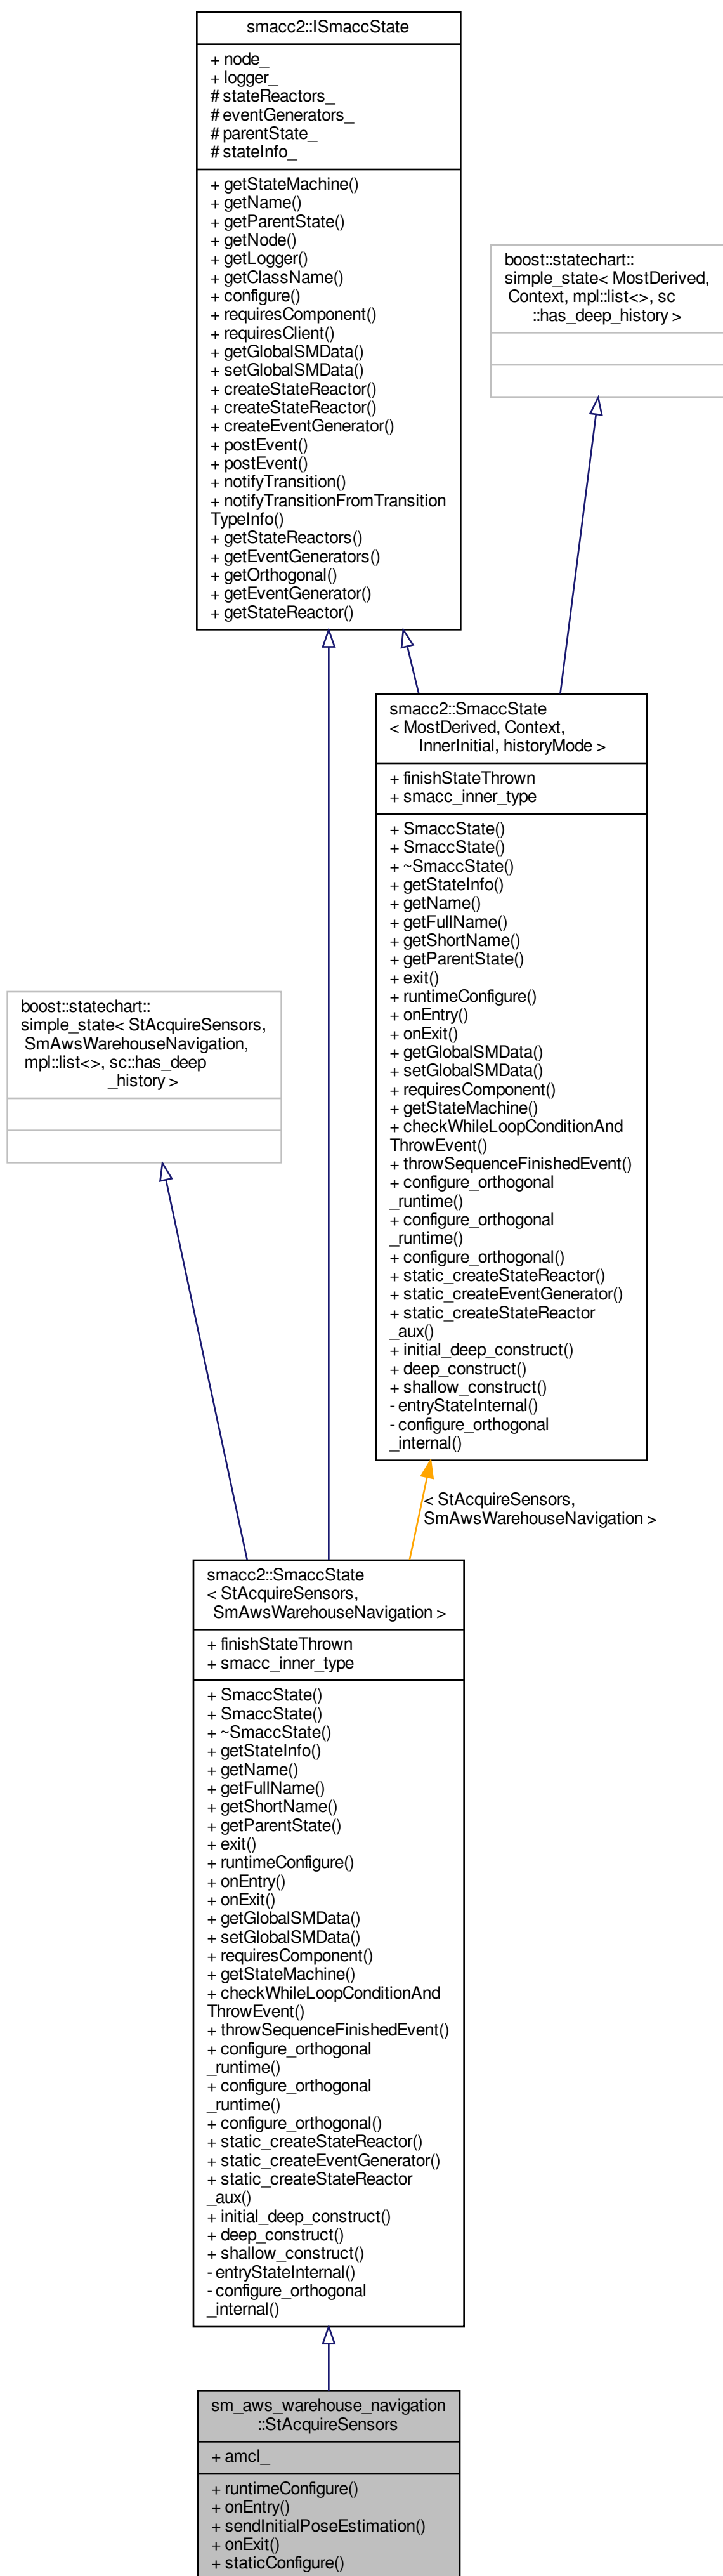 smacc2::ISmaccState
+ node_
+ logger_
# stateReactors_
# eventGenerators_
# parentState_
# stateInfo_
+ getStateMachine()
+ getName()
+ getParentState()
+ getNode()
+ getLogger()
+ getClassName()
+ configure()
+ requiresComponent()
+ requiresClient()
+ getGlobalSMData()
+ setGlobalSMData()
+ createStateReactor()
+ createStateReactor()
+ createEventGenerator()
+ postEvent()
+ postEvent()
+ notifyTransition()
+ notifyTransitionFromTransition
TypeInfo()
+ getStateReactors()
+ getEventGenerators()
+ getOrthogonal()
+ getEventGenerator()
+ getStateReactor()
boost::statechart::
simple_state< MostDerived,
Context, mpl::list<>, sc
::has_deep_history >
smacc2::SmaccState
< MostDerived, Context,
InnerInitial, historyMode >
+ finishStateThrown
+ smacc_inner_type
+ SmaccState()
+ SmaccState()
+ ~SmaccState()
+ getStateInfo()
+ getName()
+ getFullName()
+ getShortName()
+ getParentState()
+ exit()
+ runtimeConfigure()
+ onEntry()
+ onExit()
+ getGlobalSMData()
+ setGlobalSMData()
+ requiresComponent()
+ getStateMachine()
+ checkWhileLoopConditionAnd
ThrowEvent()
+ throwSequenceFinishedEvent()
+ configure_orthogonal
_runtime()
+ configure_orthogonal
_runtime()
+ configure_orthogonal()
+ static_createStateReactor()
+ static_createEventGenerator()
+ static_createStateReactor
_aux()
+ initial_deep_construct()
+ deep_construct()
+ shallow_construct()
- entryStateInternal()
- configure_orthogonal
_internal()
boost::statechart::
simple_state< StAcquireSensors,
SmAwsWarehouseNavigation,
mpl::list<>, sc::has_deep
_history >
< StAcquireSensors,
SmAwsWarehouseNavigation >
smacc2::SmaccState
< StAcquireSensors,
SmAwsWarehouseNavigation >
+ finishStateThrown
+ smacc_inner_type
+ SmaccState()
+ SmaccState()
+ ~SmaccState()
+ getStateInfo()
+ getName()
+ getFullName()
+ getShortName()
+ getParentState()
+ exit()
+ runtimeConfigure()
+ onEntry()
+ onExit()
+ getGlobalSMData()
+ setGlobalSMData()
+ requiresComponent()
+ getStateMachine()
+ checkWhileLoopConditionAnd
ThrowEvent()
+ throwSequenceFinishedEvent()
+ configure_orthogonal
_runtime()
+ configure_orthogonal
_runtime()
+ configure_orthogonal()
+ static_createStateReactor()
+ static_createEventGenerator()
+ static_createStateReactor
_aux()
+ initial_deep_construct()
+ deep_construct()
+ shallow_construct()
- entryStateInternal()
- configure_orthogonal
_internal()
sm_aws_warehouse_navigation
::StAcquireSensors
+ amcl_
+ runtimeConfigure()
+ onEntry()
+ sendInitialPoseEstimation()
+ onExit()
+ staticConfigure()